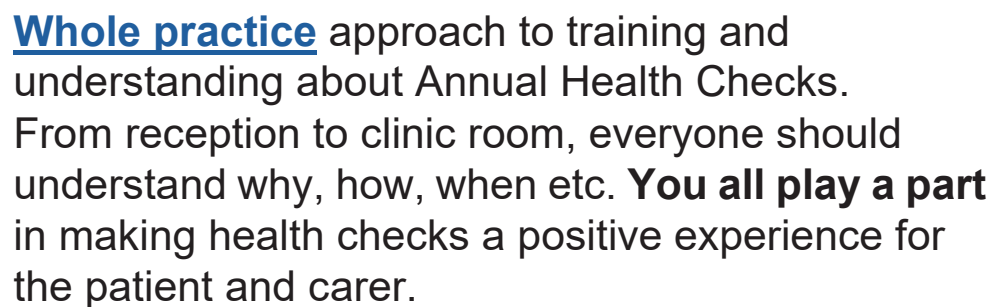 Whole practice approach to training and
understanding about Annual Health Checks.
From reception to clinic room, everyone should
understand why, how, when etc. You all play a part
in making health checks a positive experience for
the patient and carer.